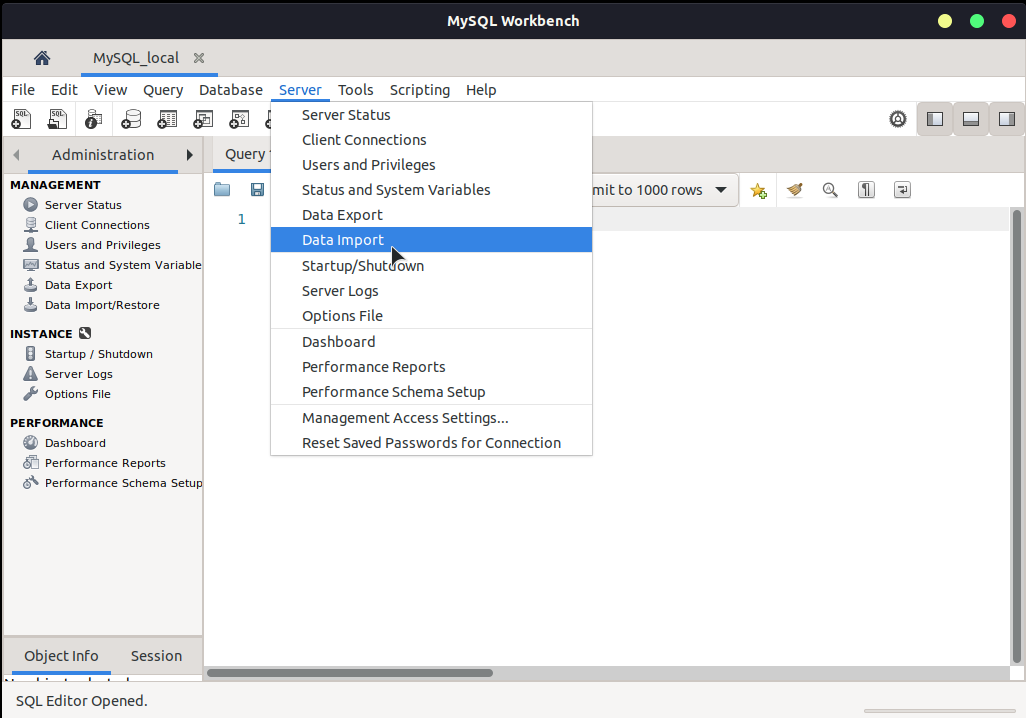 MySQL Workbench
MySQL_local
File Edit View Query Database Server Tools Scripting Help
SQL SQL
Administration
MANAGEMENT
Server Status
Client Connections
Users and Privileges
Status and System Variable
Data Export
Data Import/Restore
INSTANCE
Startup / Shutdown
Server Logs
Options File
PERFORMANCE
Dashboard
Performance Reports
Performance Schema Setup
Object Info Session
Server Status
Client Connections
Users and Privileges
Status and System Variables
Data Export
Data Import
Startup/Shutdown
Server Logs
Options File
Dashboard
Performance Reports
Performance Schema Setup
Management Access Settings...
Reset Saved Passwords for Connection
Query
mit to 1000 rows
1
SQL Editor Opened.